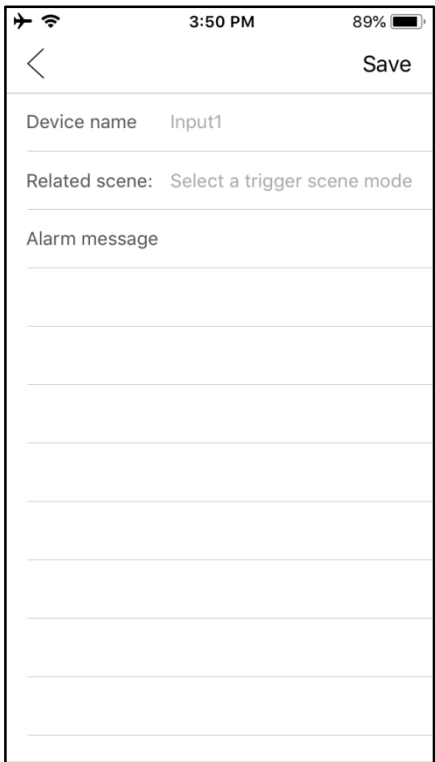 3:50 PM 89%
Save
Device name Input1
Related scene: Select a trigger scene mode
Alarm message